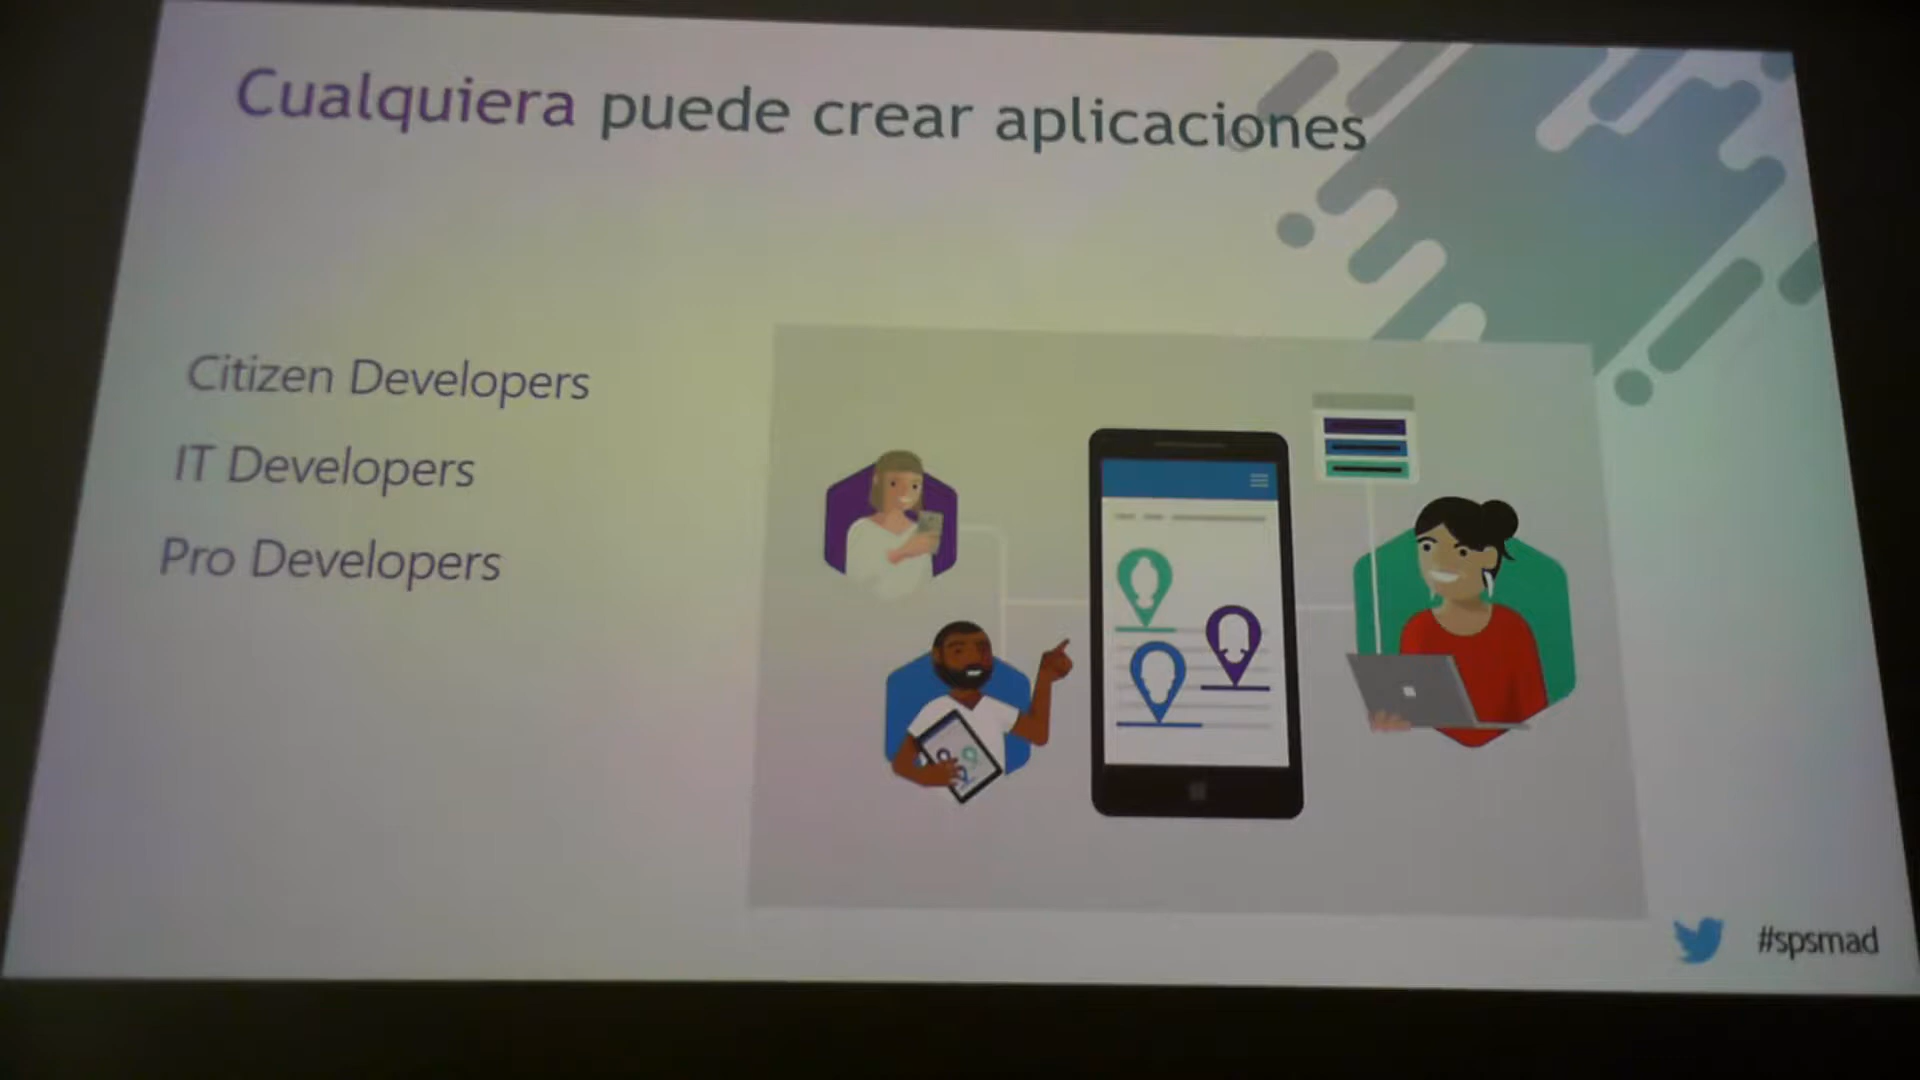 Cualquiera puede crear aplicaciones
Citizen Developers
IT Developers
Pro Developers
#spsmad